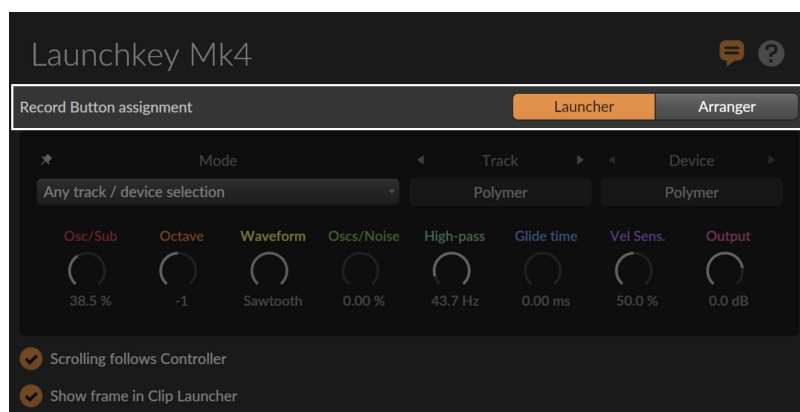 Launchkey Mk4
Record Button assignment Launcher Arranger
Mode Track Device
Any track / device selection Polymer Polymer
Osc/Sub Octave Waveform Oscs/Noise High-pass Glide time Vel Sens. Output
38.5 % -1 Sawtooth 0.00 % 43.7 Hz 0.00 ms 50.0 % 0.0 dB
Scrolling follows Controller
Show frame in Clip Launcher